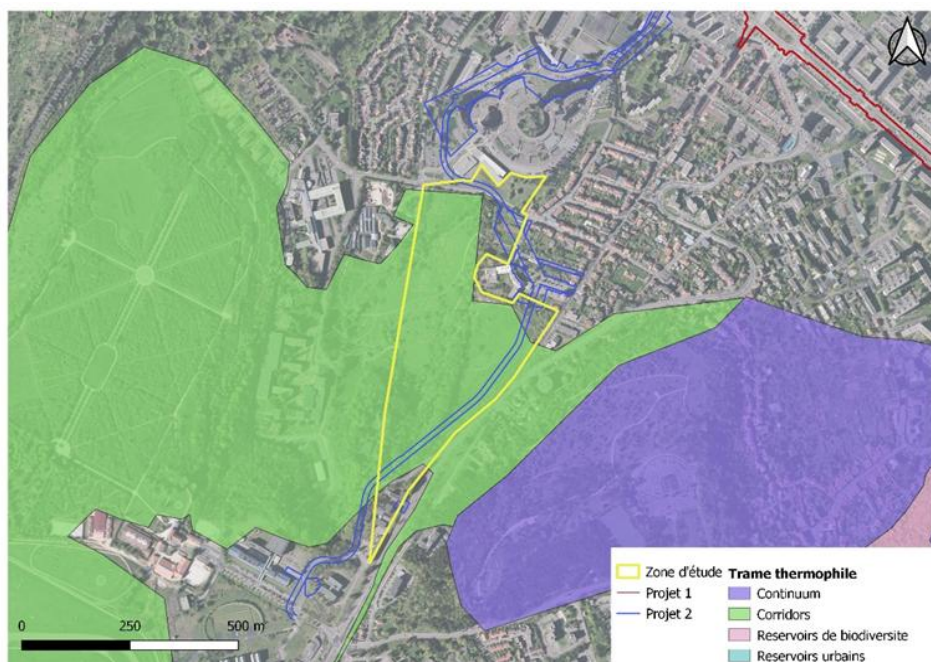 0 250 500 m
Zone d'étude
Projet 1
Projet 2
Trame thermophile
Continuum
Corridors
Reservoirs de biodiversite
Reservoirs urbains